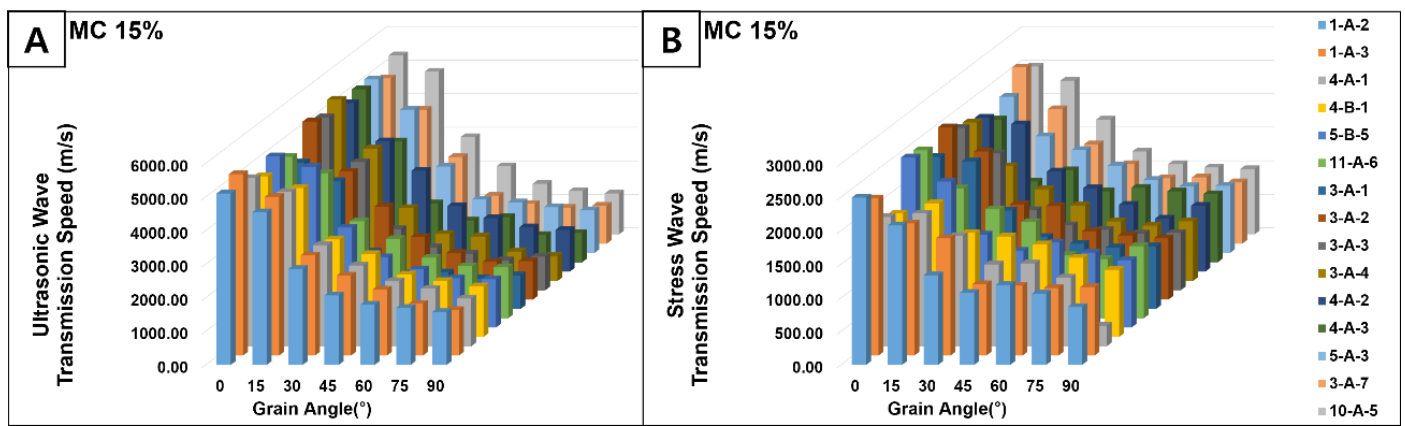 A
MC 15%
Ultrasonic Wave
Transmission Speed (m/s)
6000.00
5000.00
4000.00
3000.00
2000.00
1000.00
0.00
0 15 30 45 60 75 90
Grain Angle(°)
B
MC 15%
Stress Wave
Transmission Speed (m/s)
3000.00
2500.00
2000.00
1500.00
1000.00
500.00
0.00
0 15 30 45 60 75 90
Grain Angle(°)
1-A-2
1-A-3
4-A-1
4-B-1
5-B-5
11-A-6
3-A-1
3-A-2
3-A-3
3-A-4
4-A-2
4-A-3
5-A-3
3-A-7
10-A-5